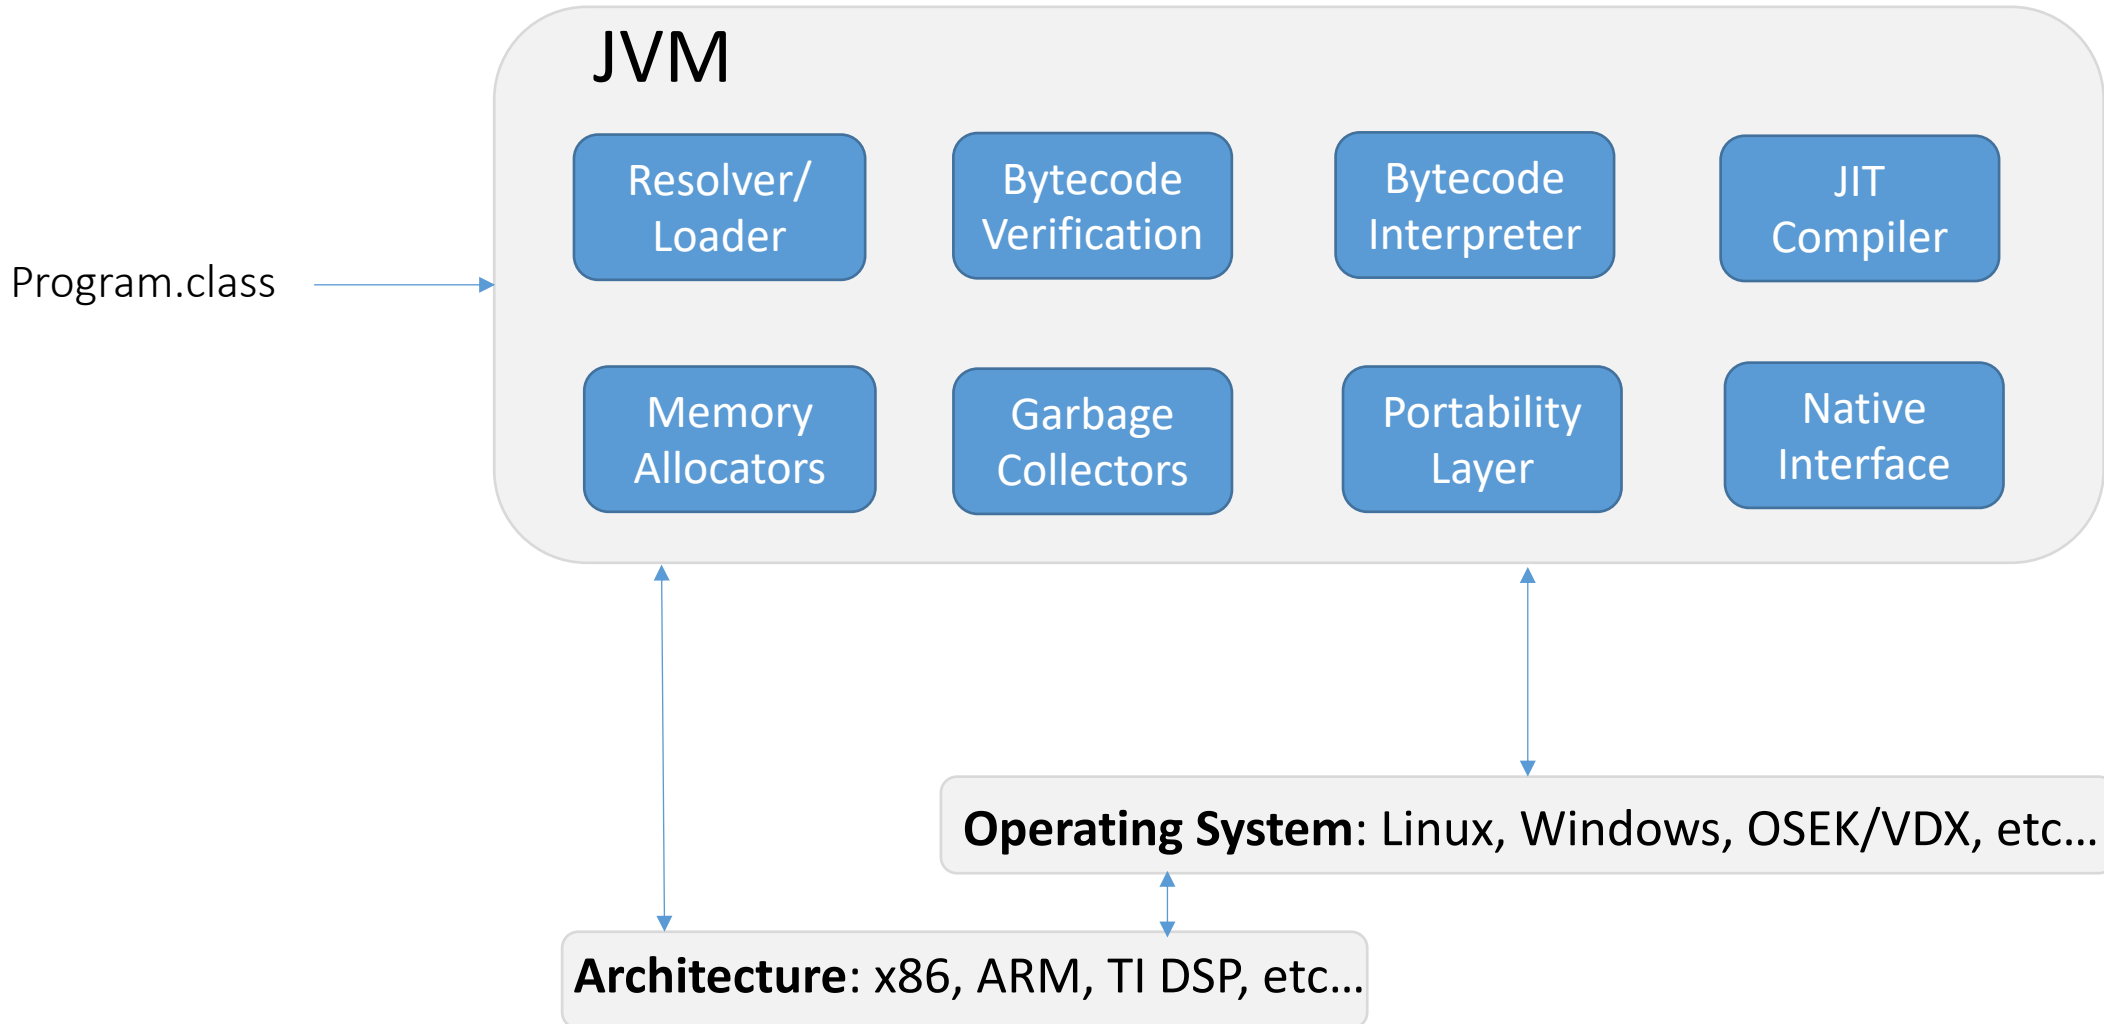 JVM
Resolver/
Loader
Bytecode
Verification
Bytecode
Interpreter
JIT
Compiler
Program.class
Memory
Allocators
Garbage
Collectors
Portability
Layer
Native
Interface
Operating System: Linux, Windows, OSEK/VDX, etc…
Architecture: x86, ARM, TI DSP, etc…